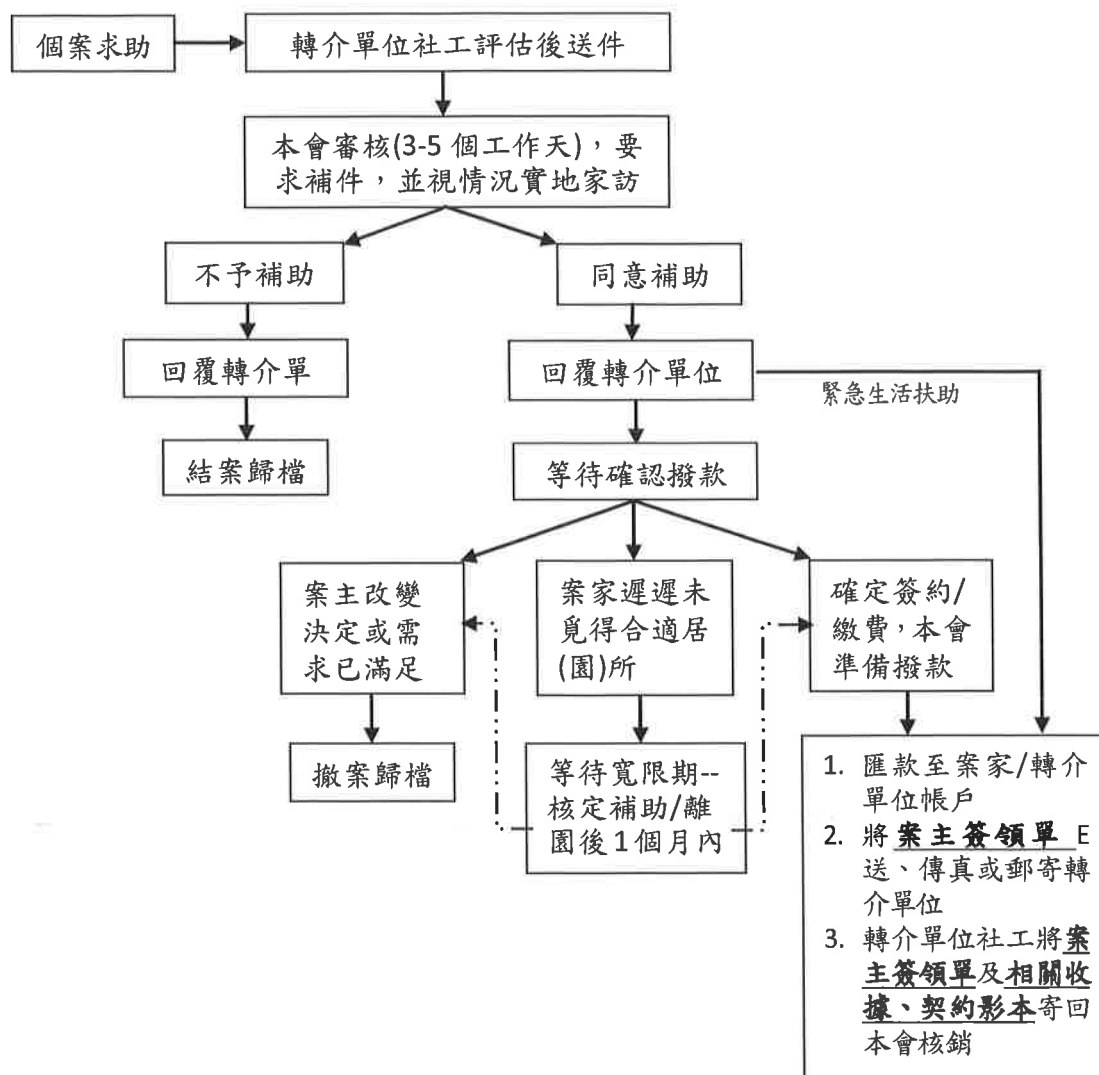 個案求助
轉介單位社工評估後送件
本會審核(3-5 個工作天)，要
求補件，並視情況實地家訪
不予補助
同意補助
回覆轉介單
回覆轉介單位
緊急生活扶助
結案歸檔
等待確認撥款
案主改變
決定或需
求已滿足
案家遲遲未
覓得合適居
(園)所
確定簽約/
繳費，本會
準備撥款
撤案歸檔
等待寬限期--
核定補助/離
園後1個月內
1. 匯款至案家/轉介
單位帳戶
2. 將案主簽領單 E
送、傳真或郵寄轉
介單位
3. 轉介單位社工將案
主簽領單及相關收
據、契約影本寄回
本會核銷